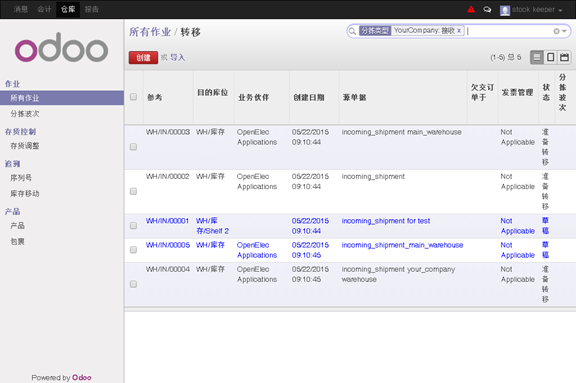 消息 会计 仓库 报告 stock keeper
odoo
所有作业 / 转移
分拣类型 YourCompany: 接收 x
创建 或 导入
(1-5) 总 5
作业
所有作业
分拣波次
存货控制
存货调整
追溯
序列号
库存移动
产品
产品
包裹
参考 目的库位 业务伙伴 创建日期 源单据 欠交订单于 发票管理 状态 分拣波次
WH/IN/00003 WH/库存 OpenElec Applications 05/22/2015 09:10:44 incoming_shipment main_warehouse Not Applicable 准备转移
WH/IN/00002 WH/库存 OpenElec Applications 05/22/2015 09:10:44 incoming_shipment Not Applicable 准备转移
WH/IN/00001 WH/库存/Shelf 2 05/22/2015 09:10:44 incoming_shipment for test Not Applicable 草稿
WH/IN/00005 WH/库存 OpenElec Applications 05/22/2015 09:10:45 incoming_shipment_main_warehouse Not Applicable 草稿
WH/IN/00004 WH/库存 OpenElec Applications 05/22/2015 09:10:45 incoming_shipment your_company warehouse Not Applicable 准备转移
Powered by Odoo